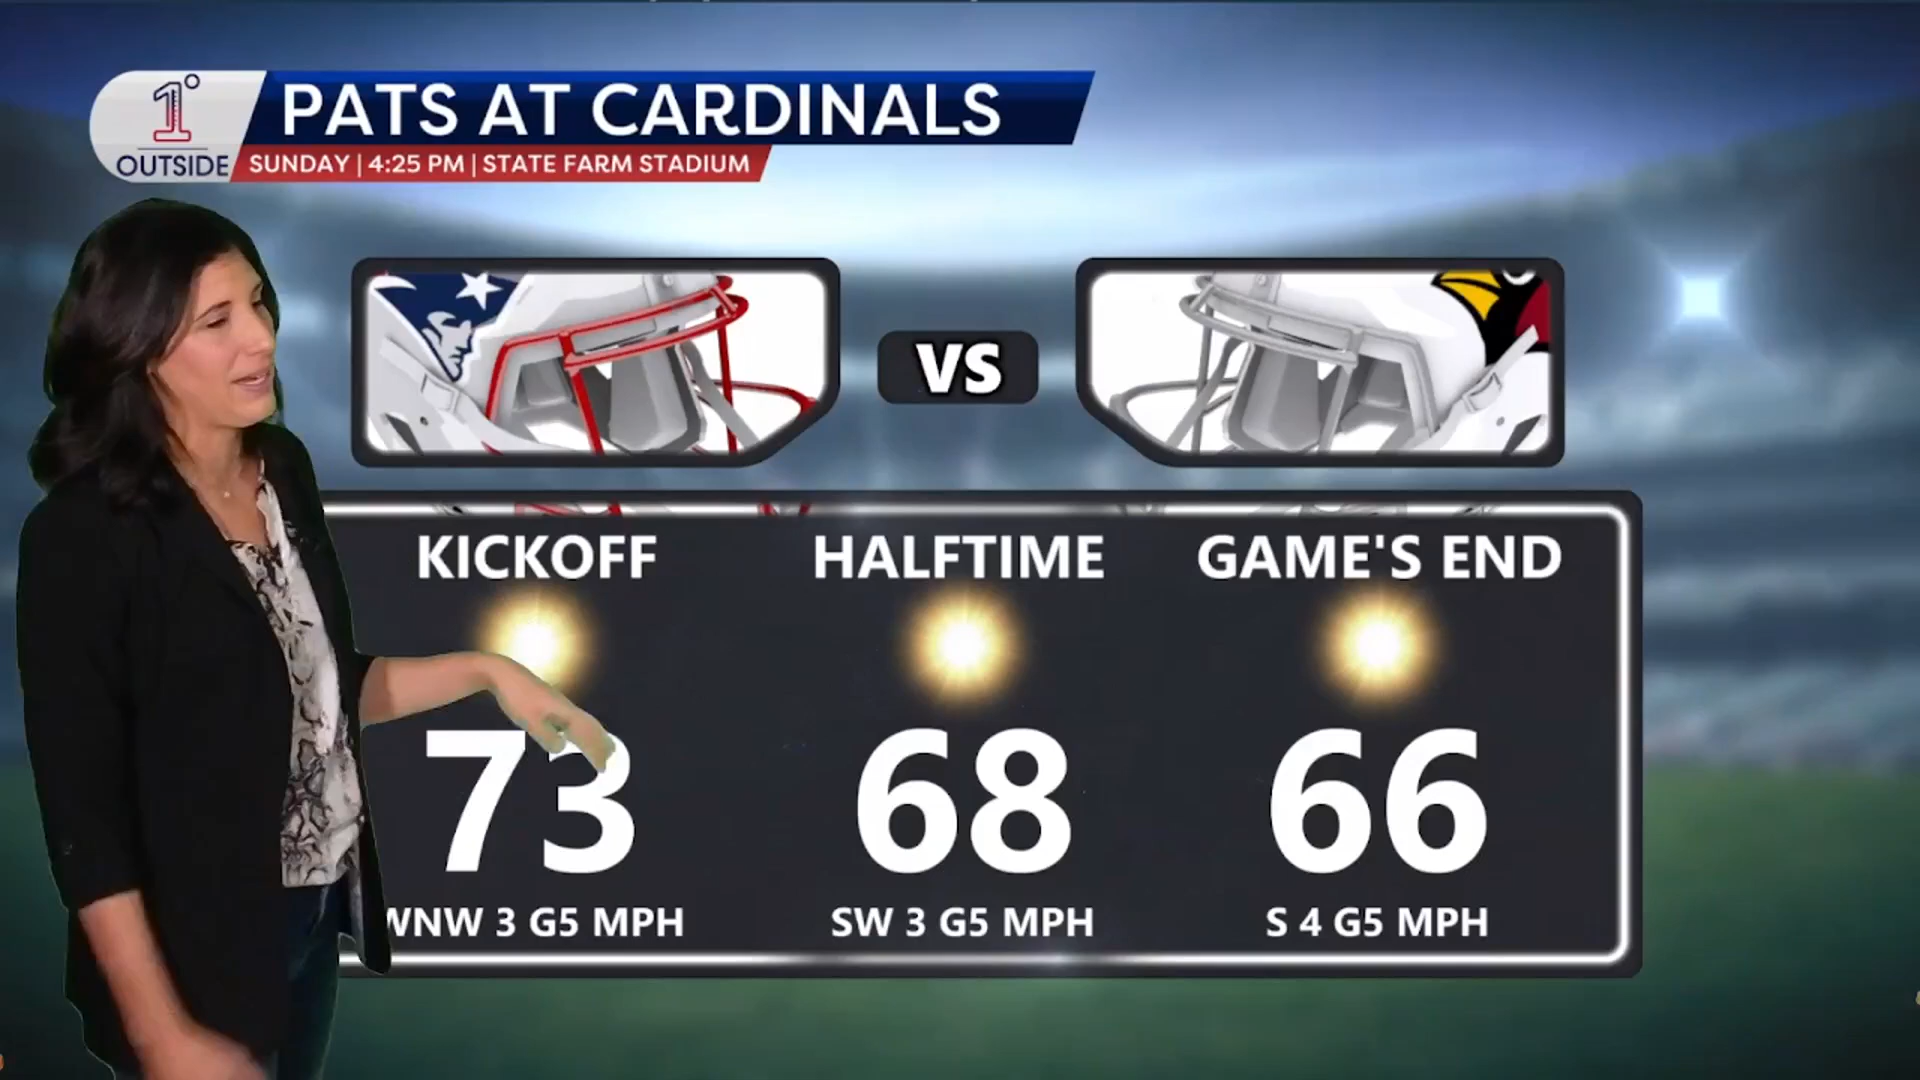 1°
OUTSIDE
PATS AT CARDINALS
SUNDAY | 4:25 PM | STATE FARM STADIUM
VS
KICKOFF
HALFTIME
GAME'S END
73
68
66
WNW 3 G5 MPH
SW 3 G5 MPH
S 4 G5 MPH